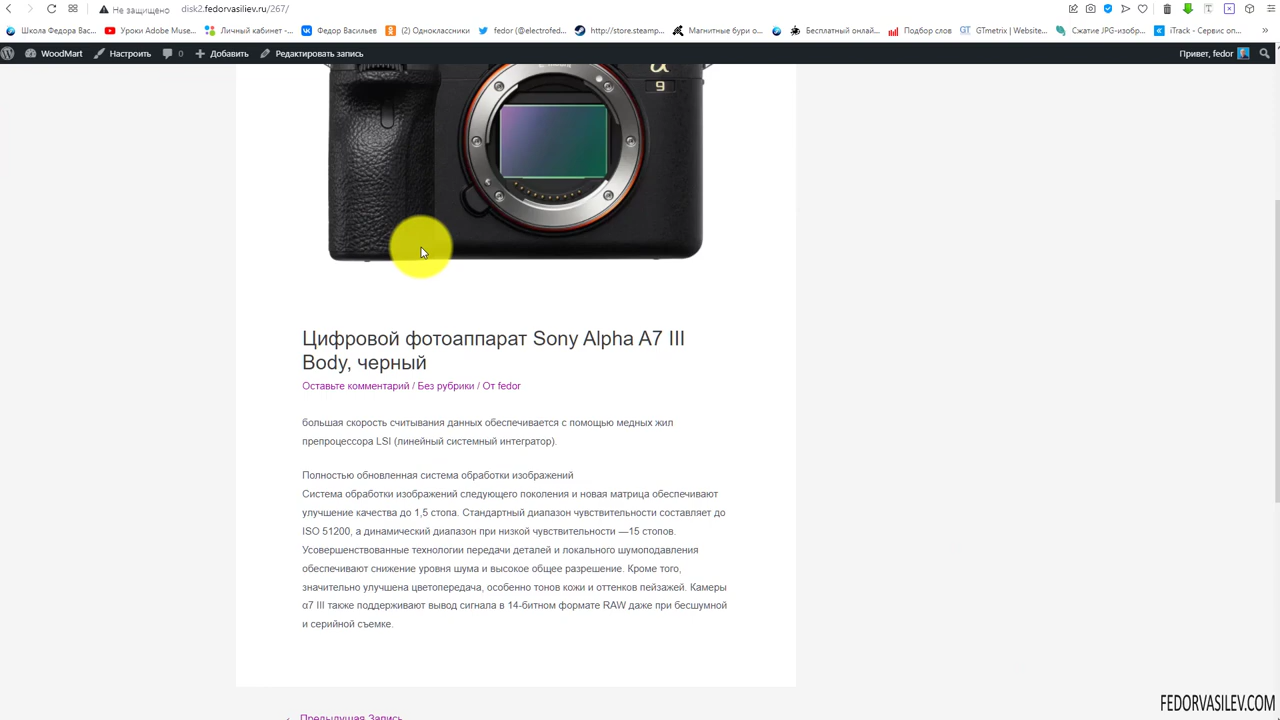 Не защищено disk2.fedorvasiliev.ru/267/
Школа Федора Вас... Уроки Adobe Muse... Личный кабинет -... Федор Васильев (2) Одноклассники fedor (@electrofed... http://store.steamp... Магнитные бури о... Бесплатный онлай... Подбор слов GTmetrix | Website... Сжатие JPG-изобр... iTrack - Сервис оп...
WoodMart Настроить 0 Добавить Редактировать запись Привет, fedor
α
9
Цифровой фотоаппарат Sony Alpha A7 III
Body, черный
Оставьте комментарий / Без рубрики / От fedor
большая скорость считывания данных обеспечивается с помощью медных жил
препроцессора LSI (линейный системный интегратор).
Полностью обновленная система обработки изображений
Система обработки изображений следующего поколения и новая матрица обеспечивают
улучшение качества до 1,5 стопа. Стандартный диапазон чувствительности составляет до
ISO 51200, а динамический диапазон при низкой чувствительности —15 стопов.
Усовершенствованные технологии передачи деталей и локального шумоподавления
обеспечивают снижение уровня шума и высокое общее разрешение. Кроме того,
значительно улучшена цветопередача, особенно тонов кожи и оттенков пейзажей. Камеры
α7 III также поддерживают вывод сигнала в 14-битном формате RAW даже при бесшумной
и серийной съемке.
← Предыдущая Запись
FEDORVASILEV.COM